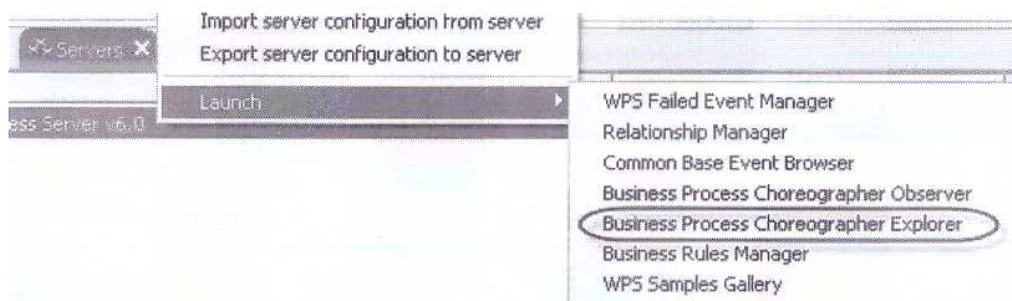 Import server configuration from server
Servers
Export server configuration to server
Launch
ess Server v6.0
WPS Failed Event Manager
Relationship Manager
Common Base Event Browser
Business Process Choreographer Observer
Business Process Choreographer Explorer
Business Rules Manager
WPS Samples Gallery